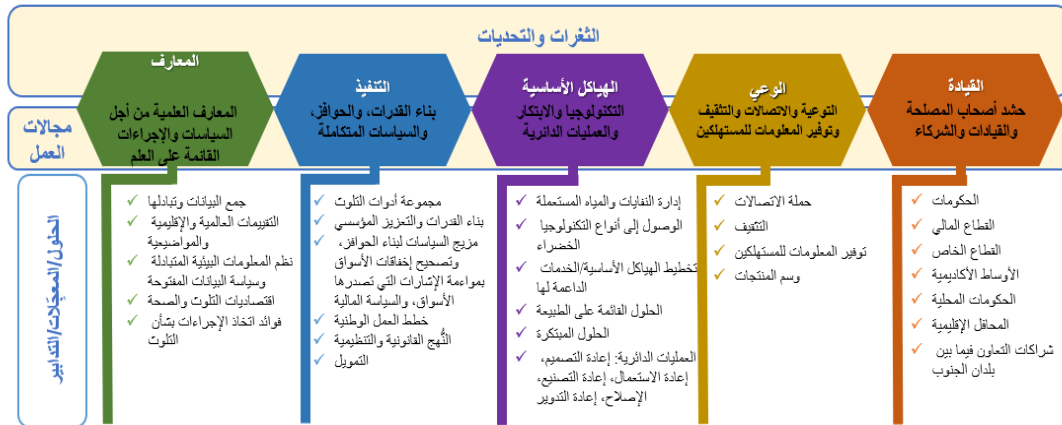 الثغرات والتحديات
مجالات
العمل
القيادة
حشد أصحاب المصلحة
والقيادات والشركاء
الوعي
التوعية والاتصالات والتثقيف
وتوفير المعلومات للمستهلكين
الهياكل الأساسية
التكنولوجيا والابتكار
والعمليات الدائرية
التنفيذ
بناء القدرات، والحوافز،
والسياسات المتكاملة
المعارف
المعارف العلمية من أجل
السياسات والإجراءات
القائمة على العلم
الحلول/المعجِّلات/التدابير
✓ الحكومات
✓ القطاع المالي
✓ القطاع الخاص
✓ الأوساط الأكاديمية
✓ الحكومات المحلية
✓ المحافل الإقليمية
✓ شراكات التعاون فيما بين
بلدان الجنوب
✓ حملة الاتصالات
✓ التثقيف
✓ توفير المعلومات للمستهلكين
✓ وسم المنتجات
✓ إدارة النفايات والمياه المستعملة
✓ الوصول إلى أنواع التكنولوجيا
الخضراء
✓ تخطيط الهياكل الأساسية/الخدمات
الداعمة لها
✓ الحلول القائمة على الطبيعة
✓ الحلول المبتكرة
✓ العمليات الدائرية: إعادة التصميم،
إعادة الاستعمال، إعادة التصنيع،
الإصلاح، إعادة التدوير
✓ مجموعة أدوات التلوث
✓ بناء القدرات والتعزيز المؤسسي
✓ مزيج السياسات لبناء الحوافز،
وتصحيح إخفاقات الأسواق
بمواءمة الإشارات التي تصدرها
الأسواق، والسياسة المالية
✓ خطط العمل الوطنية
✓ النُّهج القانونية والتنظيمية
✓ التمويل
✓ جمع البيانات وتبادلها
✓ التقييمات العالمية والإقليمية
والمواضيعية
✓ نظم المعلومات البيئية المتبادلة
وسياسة البيانات المفتوحة
✓ اقتصاديات التلوث والصحة
✓ فوائد اتخاذ الإجراءات بشأن
التلوث